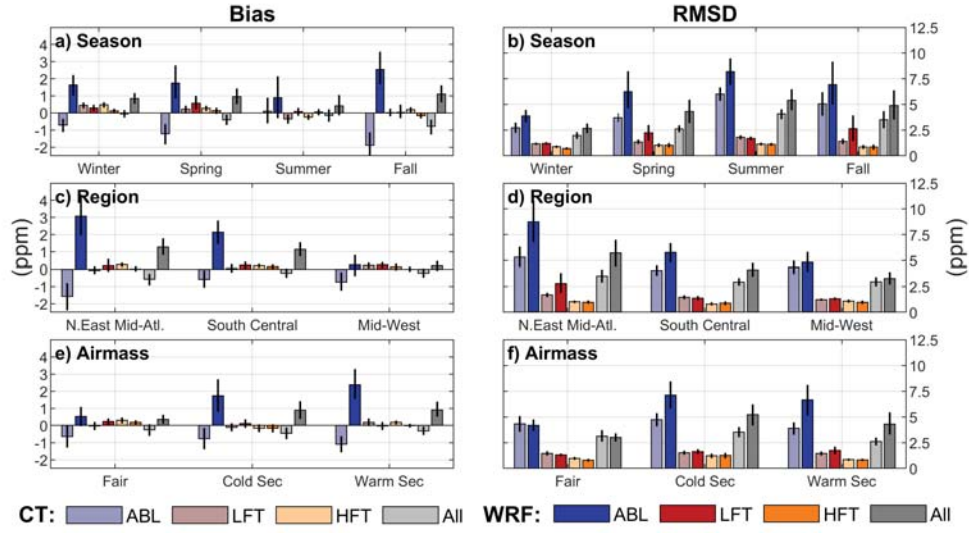 Bias
RMSD
a) Season
4
3
2
1
0
-1
-2
Winter
Spring
Summer
Fall
b) Season
12.5
10
7.5
5
2.5
0
Winter
Spring
Summer
Fall
(ppm)
c) Region
4
3
2
1
0
-1
-2
N.East Mid-Atl.
South Central
Mid-West
d) Region
12.5
10
7.5
5
2.5
0
N.East Mid-Atl.
South Central
Mid-West
(ppm)
e) Airmass
4
3
2
1
0
-1
-2
Fair
Cold Sec
Warm Sec
f) Airmass
12.5
10
7.5
5
2.5
0
Fair
Cold Sec
Warm Sec
CT: ABL LFT HFT All WRF: ABL LFT HFT All